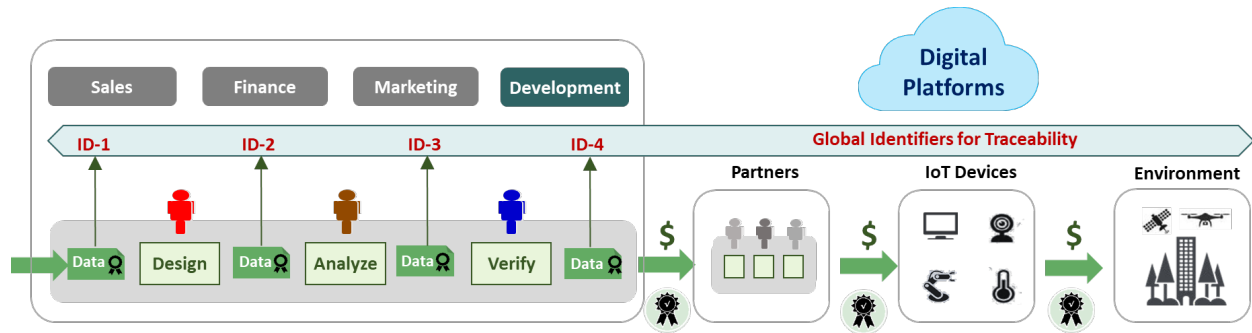 Digital
Platforms
Sales
Finance
Marketing
Development
ID-1
ID-2
ID-3
ID-4
Global Identifiers for Traceability
Partners
IoT Devices
Environment
Data
Design
Data
Analyze
Data
Verify
Data
$
$
$